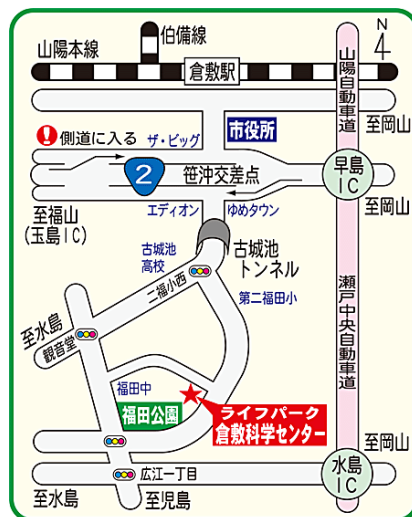 伯備線
山陽本線
N
倉敷駅
山陽自動車道
至岡山
側道に入る
ザ・ビッグ
市役所
2
笹沖交差点
早島
IC
至福山
(玉島IC)
エディオン
ゆめタウン
至岡山
古城池
高校
古城池
トンネル
二福小西
第二福田小
瀬戸中央自動車道
至水島
観音堂
福田中
福田公園
ライフパーク
倉敷科学センター
至岡山
広江一丁目
水島
IC
至水島
至児島